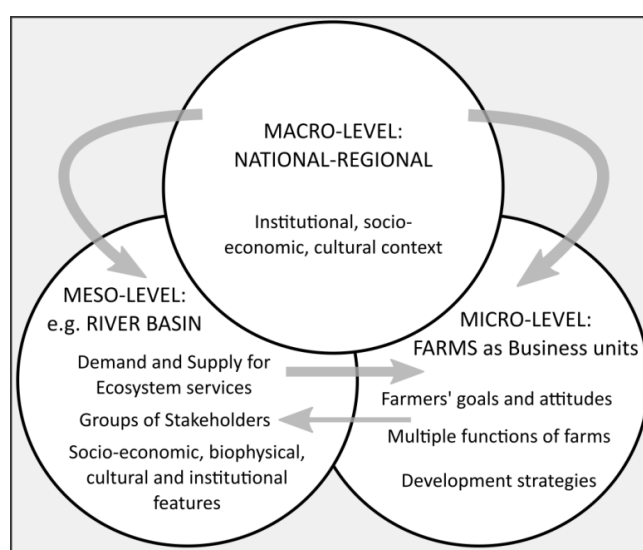 MACRO-LEVEL:
NATIONAL-REGIONAL
Institutional, socio-
economic, cultural context
MESO-LEVEL:
e.g. RIVER BASIN
Demand and Supply for
Ecosystem services
Groups of Stakeholders
Socio-economic, biophysical,
cultural and institutional
features
MICRO-LEVEL:
FARMS as Business units
Farmers' goals and attitudes
Multiple functions of farms
Development strategies